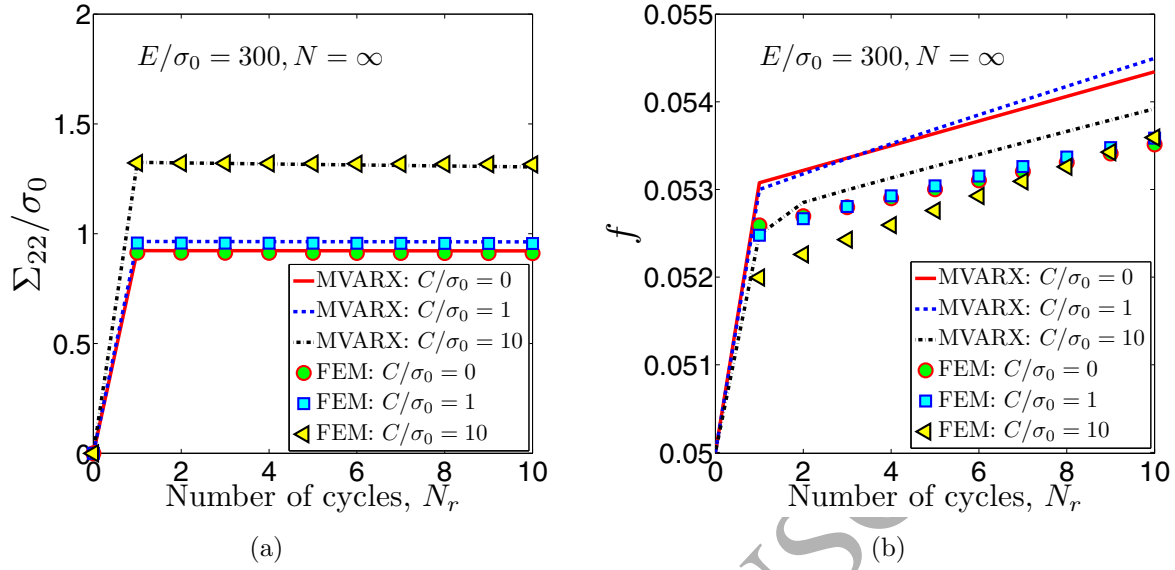 2
1.5
1
0.5
0
0 2 4 6 8 10
Σ22/σ0
Number of cycles, Nr
E/σ0 = 300, N = ∞
MVARX: C/σ0 = 0
MVARX: C/σ0 = 1
MVARX: C/σ0 = 10
FEM: C/σ0 = 0
FEM: C/σ0 = 1
FEM: C/σ0 = 10
(a)
0.055
0.054
0.053
0.052
0.051
0.05
0 2 4 6 8 10
f
Number of cycles, Nr
E/σ0 = 300, N = ∞
MVARX: C/σ0 = 0
MVARX: C/σ0 = 1
MVARX: C/σ0 = 10
FEM: C/σ0 = 0
FEM: C/σ0 = 1
FEM: C/σ0 = 10
(b)